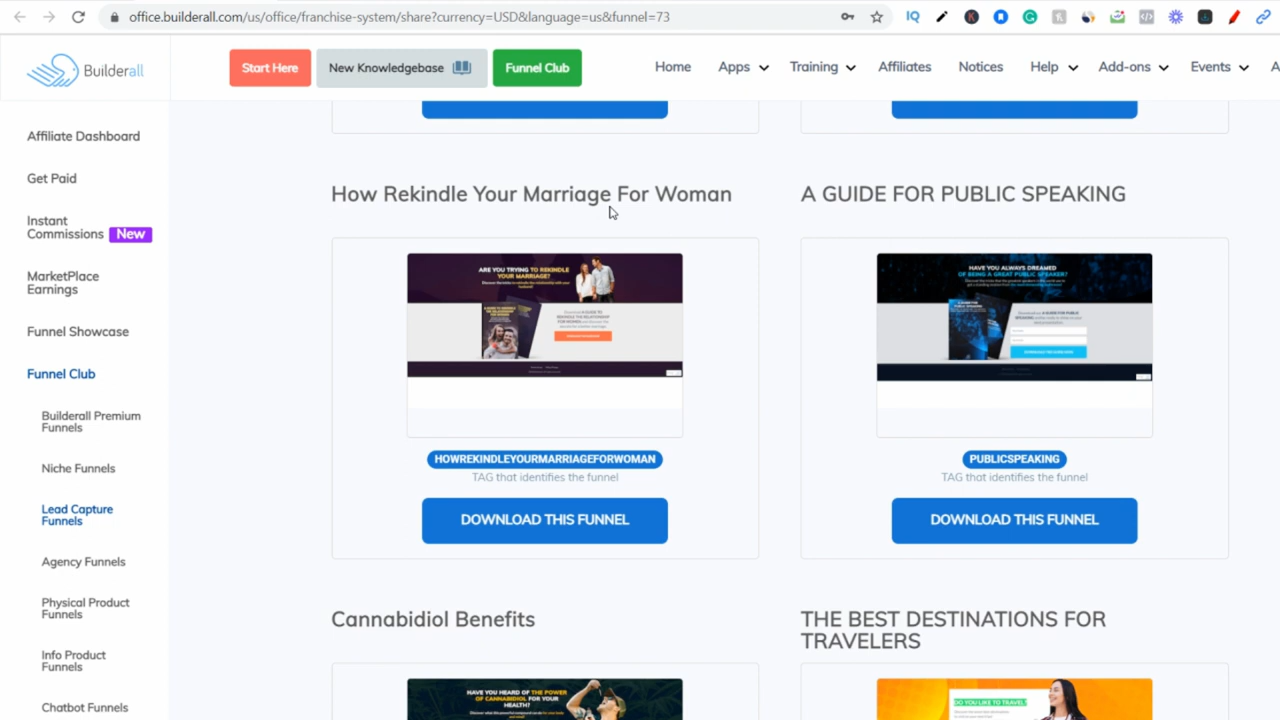 office.builderall.com/us/office/franchise-system/share?currency=USD&language=us&funnel=73
IQ
Builderall
Start Here
New Knowledgebase
Funnel Club
Home
Apps
Training
Affiliates
Notices
Help
Add-ons
Events
A
Affiliate Dashboard
Get Paid
Instant
Commissions New
MarketPlace
Earnings
Funnel Showcase
Funnel Club
Builderall Premium
Funnels
Niche Funnels
Lead Capture
Funnels
Agency Funnels
Physical Product
Funnels
Info Product
Funnels
Chatbot Funnels
How Rekindle Your Marriage For Woman
ARE YOU TRYING TO REKINDLE
YOUR MARRIAGE?
HOWREKINDLEYOURMARRIAGEFORWOMAN
TAG that identifies the funnel
DOWNLOAD THIS FUNNEL
A GUIDE FOR PUBLIC SPEAKING
HAVE YOU ALWAYS DREAMED
OF BEING A GREAT PUBLIC SPEAKER?
PUBLICSPEAKING
TAG that identifies the funnel
DOWNLOAD THIS FUNNEL
Cannabidiol Benefits
HAVE YOU HEARD OF THE POWER
OF CANNABIDIOL FOR YOUR
HEALTH?
THE BEST DESTINATIONS FOR
TRAVELERS
DO YOU LIKE TO TRAVEL?